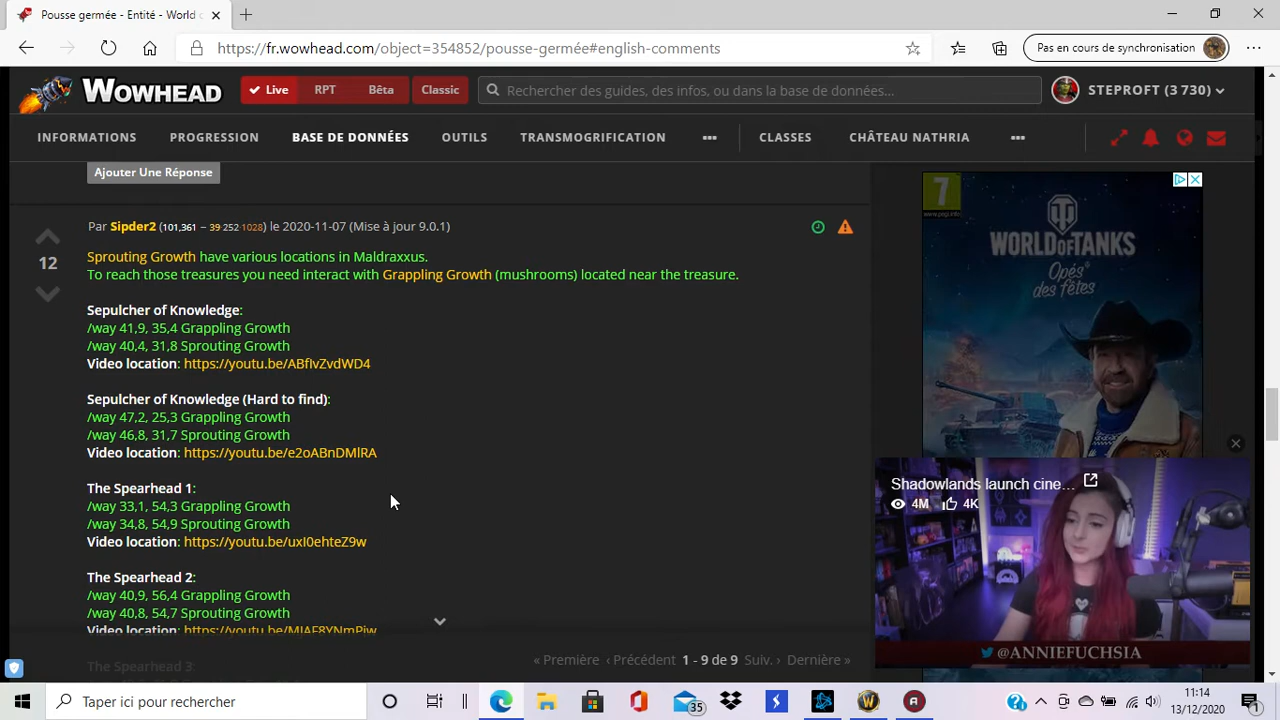 Pousse germée - Entité - World
https://fr.wowhead.com/object=354852/pousse-germée#english-comments
Pas en cours de synchronisation
WOWHEAD
Live
RPT
Bêta
Classic
Rechercher des guides, des infos, ou dans la base de données...
STEPROFT (3 730)
INFORMATIONS
PROGRESSION
BASE DE DONNÉES
OUTILS
TRANSMOGRIFICATION
CLASSES
CHÂTEAU NATHRIA
Ajouter Une Réponse
Par Sipder2 (101,361 – 39·252·1028) le 2020-11-07 (Mise à jour 9.0.1)
12
Sprouting Growth have various locations in Maldraxxus.
To reach those treasures you need interact with Grappling Growth (mushrooms) located near the treasure.
Sepulcher of Knowledge:
/way 41,9, 35,4 Grappling Growth
/way 40,4, 31,8 Sprouting Growth
Video location: https://youtu.be/ABfIvZvdWD4
Sepulcher of Knowledge (Hard to find):
/way 47,2, 25,3 Grappling Growth
/way 46,8, 31,7 Sprouting Growth
Video location: https://youtu.be/e2oABnDMlRA
The Spearhead 1:
/way 33,1, 54,3 Grappling Growth
/way 34,8, 54,9 Sprouting Growth
Video location: https://youtu.be/uxI0ehteZ9w
The Spearhead 2:
/way 40,9, 56,4 Grappling Growth
/way 40,8, 54,7 Sprouting Growth
Video location:
The Spearhead 3:
« Première ‹ Précédent 1 - 9 de 9 Suiv. › Dernière »
7
WORLD OF TANKS
Opés
des fêtes
Shadowlands launch cine...
4M
4K
@ANNIEFUCHSIA
Taper ici pour rechercher
35
11:14
13/12/2020
1